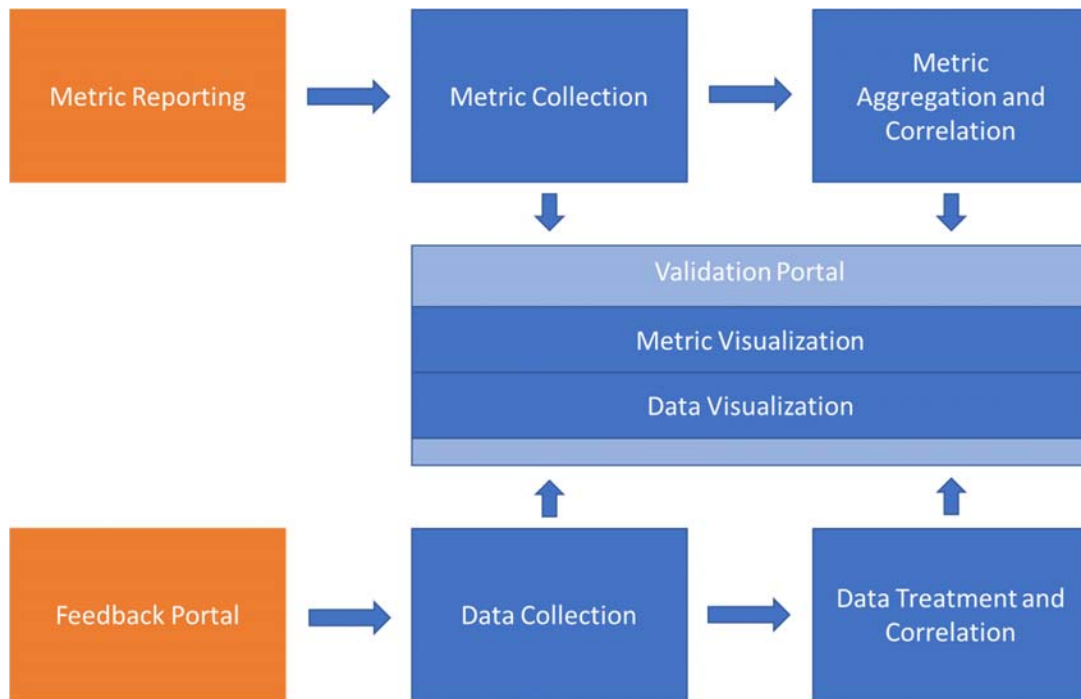 Metric Reporting
Metric Collection
Metric
Aggregation and
Correlation
Validation Portal
Metric Visualization
Data Visualization
Feedback Portal
Data Collection
Data Treatment and
Correlation